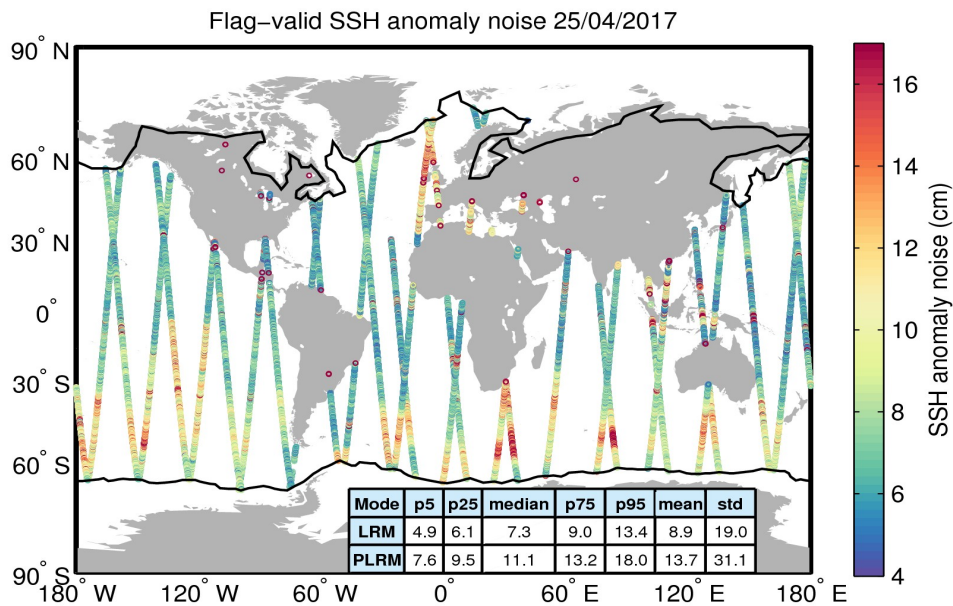 Flag−valid SSH anomaly noise 25/04/2017
90° N
60° N
30° N
0°
30° S
60° S
90° S
180° W
120° W
60° W
0°
60° E
120° E
180° E
16
14
12
10
8
6
4
SSH anomaly noise (cm)
Mode p5 p25 median p75 p95 mean std
LRM 4.9 6.1 7.3 9.0 13.4 8.9 19.0
PLRM 7.6 9.5 11.1 13.2 18.0 13.7 31.1